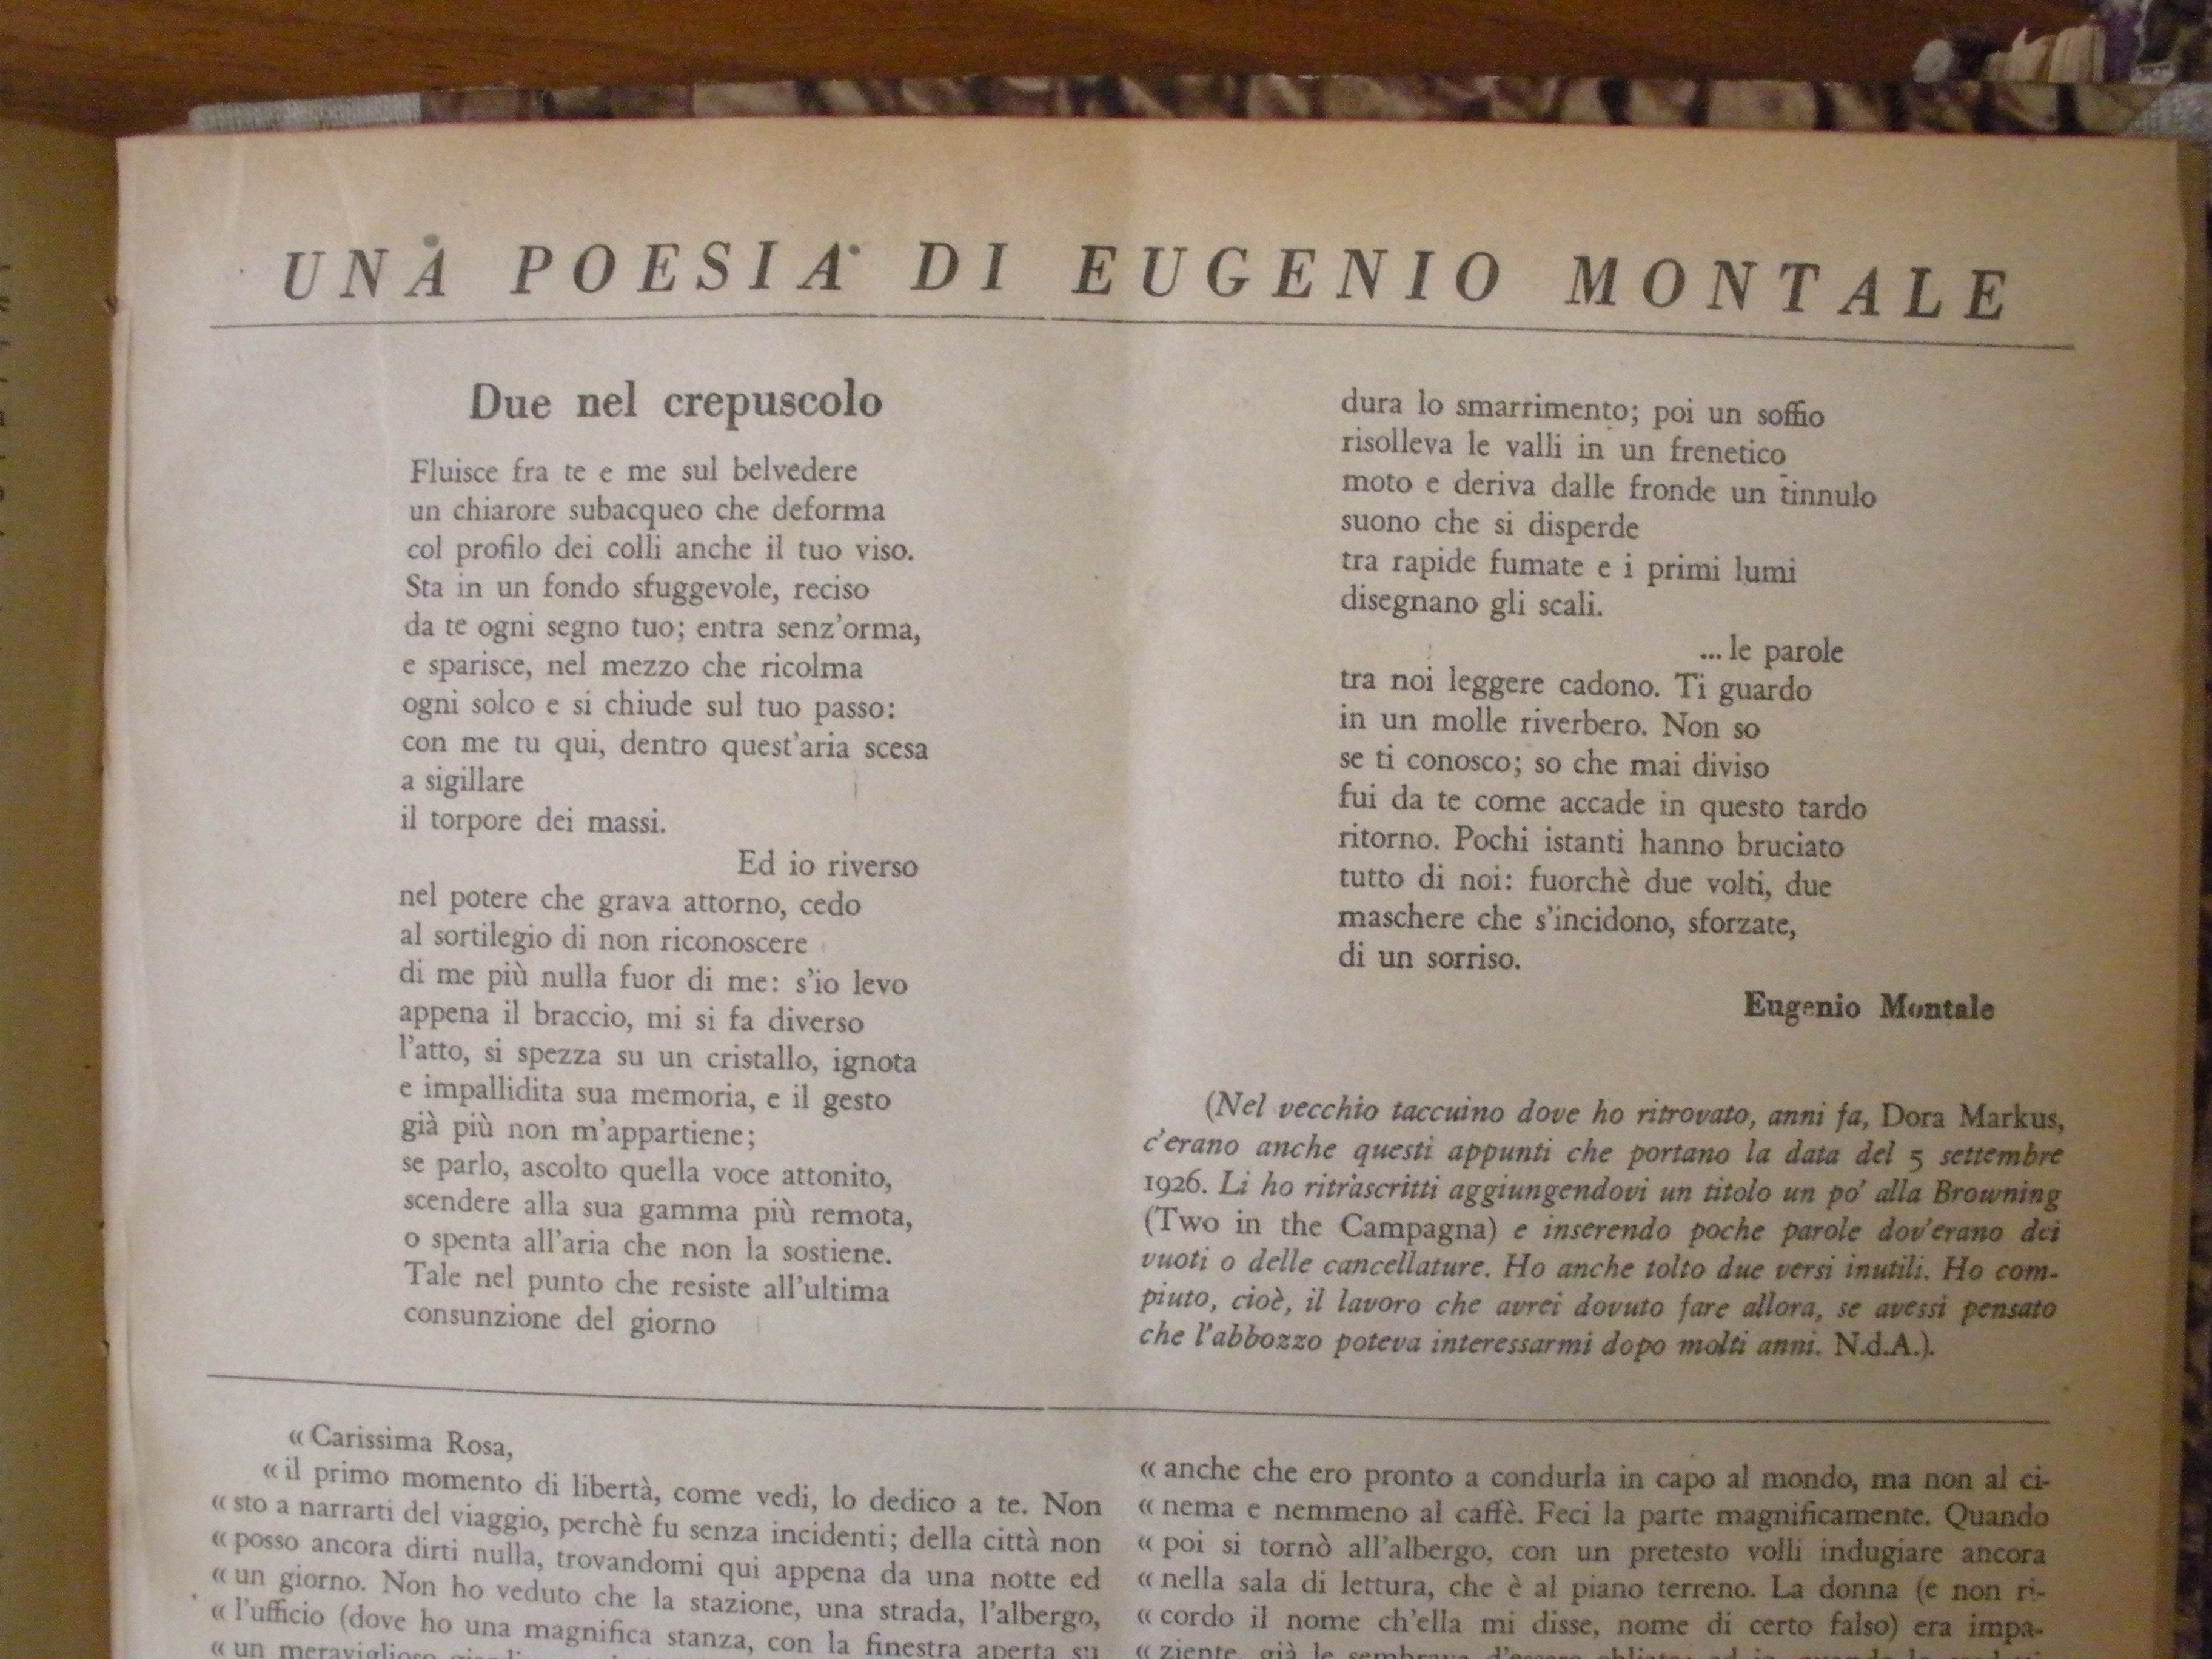 UNA POESIA DI EUGENIO MONTALE
Due nel crepuscolo
Fluisce fra te e me sul belvedere
un chiarore subacqueo che deforma
col profilo dei colli anche il tuo viso.
Sta in un fondo sfuggevole, reciso
da te ogni segno tuo; entra senz'orma,
e sparisce, nel mezzo che ricolma
ogni solco e si chiude sul tuo passo:
con me tu qui, dentro quest'aria scesa
a sigillare
il torpore dei massi.
Ed io riverso
nel potere che grava attorno, cedo
al sortilegio di non riconoscere
di me più nulla fuor di me: s'io levo
appena il braccio, mi si fa diverso
l'atto, si spezza su un cristallo, ignota
e impallidita sua memoria, e il gesto
già più non m'appartiene;
se parlo, ascolto quella voce attonito,
scendere alla sua gamma più remota,
o spenta all'aria che non la sostiene.
Tale nel punto che resiste all'ultima
consunzione del giorno
dura lo smarrimento; poi un soffio
risolleva le valli in un frenetico
moto e deriva dalle fronde un tinnulo
suono che si disperde
tra rapide fumate e i primi lumi
disegnano gli scali.
... le parole
tra noi leggere cadono. Ti guardo
in un molle riverbero. Non so
se ti conosco; so che mai diviso
fui da te come accade in questo tardo
ritorno. Pochi istanti hanno bruciato
tutto di noi: fuorchè due volti, due
maschere che s'incidono, sforzate,
di un sorriso.
Eugenio Montale
(Nel vecchio taccuino dove ho ritrovato, anni fa, Dora Markus,
c'erano anche questi appunti che portano la data del 5 settembre
1926. Li ho ritrascritti aggiungendovi un titolo un po' alla Browning
(Two in the Campagna) e inserendo poche parole dov'erano dei
vuoti o delle cancellature. Ho anche tolto due versi inutili. Ho com-
piuto, cioè, il lavoro che avrei dovuto fare allora, se avessi pensato
che l'abbozzo poteva interessarmi dopo molti anni. N.d.A.).
« Carissima Rosa,
« il primo momento di libertà, come vedi, lo dedico a te. Non
« sto a narrarti del viaggio, perchè fu senza incidenti; della città non
« posso ancora dirti nulla, trovandomi qui appena da una notte ed
« un giorno. Non ho veduto che la stazione, una strada, l'albergo,
« l'ufficio (dove ho una magnifica stanza, con la finestra aperta su
« un meraviglioso
« anche che ero pronto a condurla in capo al mondo, ma non al ci-
« nema e nemmeno al caffè. Feci la parte magnificamente. Quando
« poi si tornò all'albergo, con un pretesto volli indugiare ancora
« nella sala di lettura, che è al piano terreno. La donna (e non ri-
« cordo il nome ch'ella mi disse, nome di certo falso) era impa-
« ziente, già le sembrava